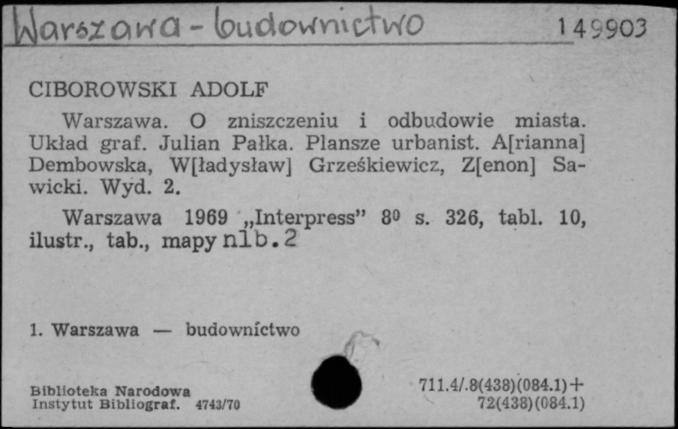 Warszawa - budownictwo 149903
CIBOROWSKI ADOLF
Warszawa. O zniszczeniu i odbudowie miasta.
Układ graf. Julian Pałka. Plansze urbanist. A[rianna]
Dembowska, W[ładysław] Grześkiewicz, Z[enon] Sa-
wicki. Wyd. 2.
Warszawa 1969 „Interpress” 8⁰ s. 326, tabl. 10,
ilustr., tab., mapy nlb. 2
1. Warszawa — budownictwo
Biblioteka Narodowa
Instytut Bibliograf. 4743/70
711.4/.8(438)(084.1)+
72(438)(084.1)